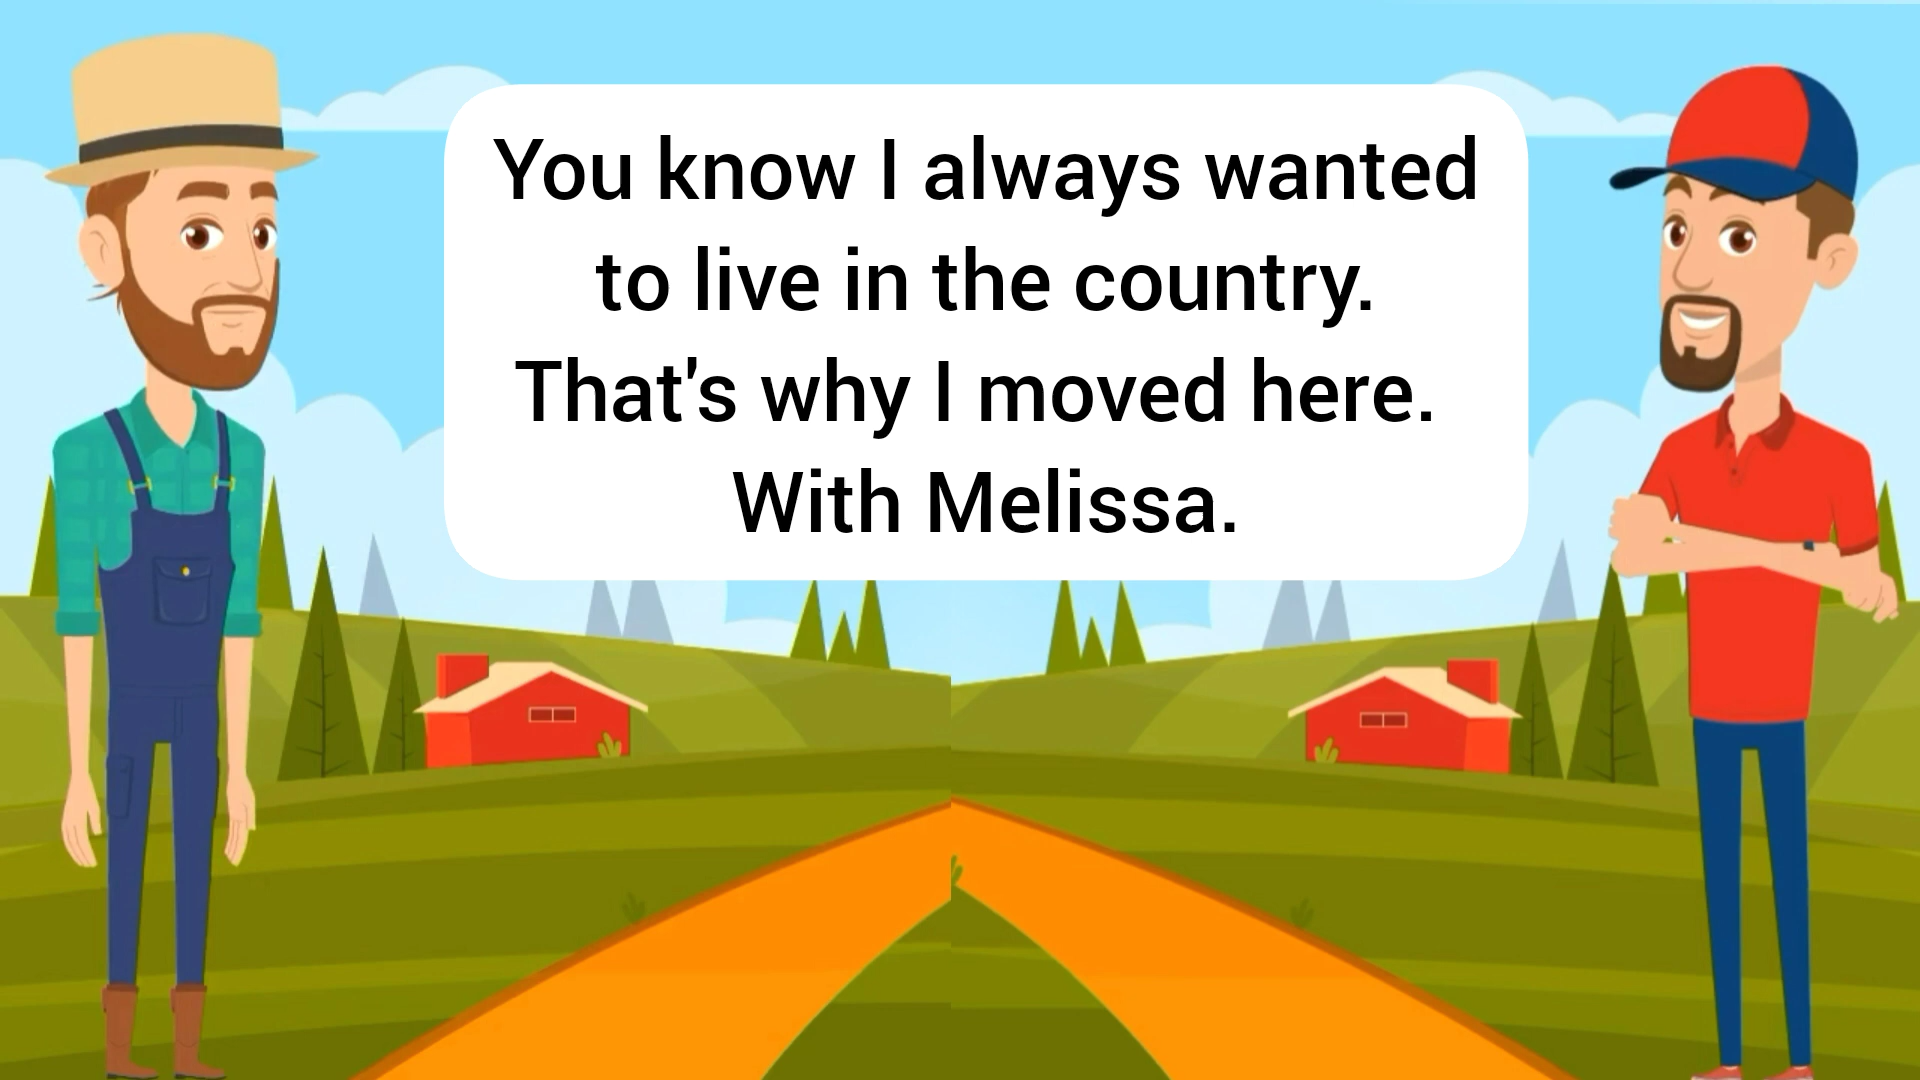 You know I always wanted
to live in the country.
That's why I moved here.
With Melissa.